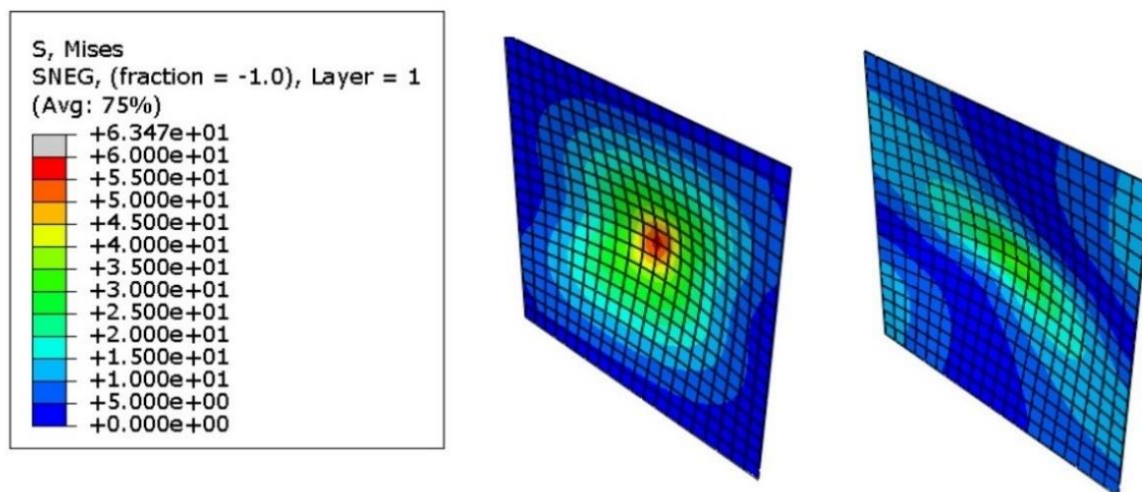 S, Mises
SNEG, (fraction = -1.0), Layer = 1
(Avg: 75%)
+6.347e+01
+6.000e+01
+5.500e+01
+5.000e+01
+4.500e+01
+4.000e+01
+3.500e+01
+3.000e+01
+2.500e+01
+2.000e+01
+1.500e+01
+1.000e+01
+5.000e+00
+0.000e+00